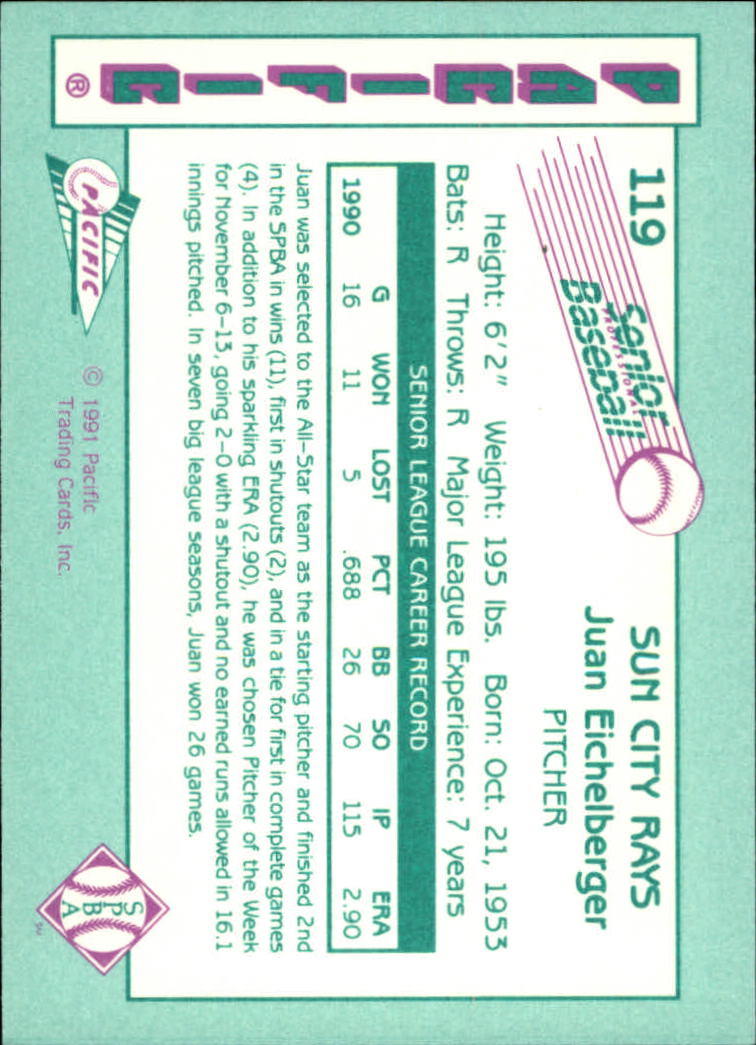 PACIFIC ®
119
Senior
PROFESSIONAL
Baseball
SUN CITY RAYS
Juan Eichelberger
PITCHER
Height: 6'2" Weight: 195 lbs. Born: Oct. 21, 1953
Bats: R Throws: R Major League Experience: 7 years
SENIOR LEAGUE CAREER RECORD
1990 G WON LOST PCT BB SO IP ERA
16 11 5 .688 26 70 115 2.90
Juan was selected to the All-Star team as the starting pitcher and finished 2nd
in the SPBA in wins (11), first in shutouts (2), and in a tie for first in complete games
(4). In addition to his sparkling ERA (2.90), he was chosen Pitcher of the Week
for November 6-13, going 2-0 with a shutout and no earned runs allowed in 16.1
innings pitched. In seven big league seasons, Juan won 26 games.
PACIFIC
© 1991 Pacific
Trading Cards, Inc.
S
P
B
A